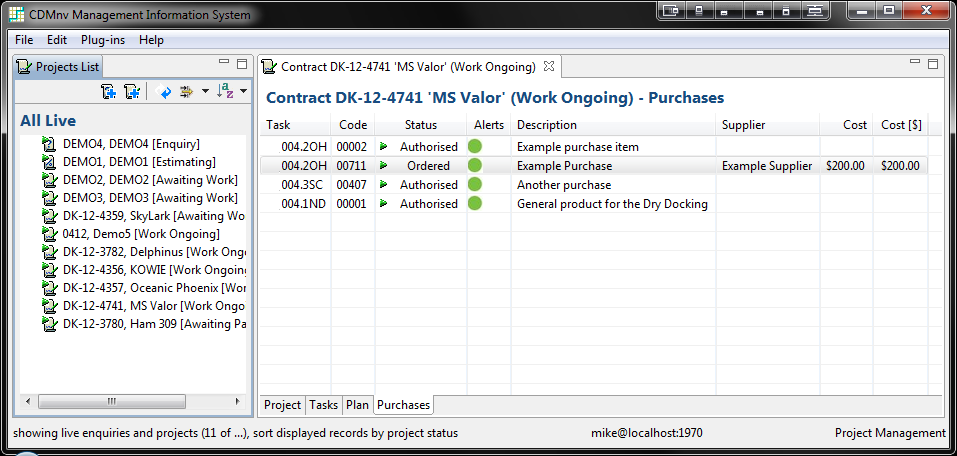 CDMnv Management Information System
File Edit Plug-ins Help
Projects List
All Live
DEMO4, DEMO4 [Enquiry]
DEMO1, DEMO1 [Estimating]
DEMO2, DEMO2 [Awaiting Work]
DEMO3, DEMO3 [Awaiting Work]
DK-12-4359, SkyLark [Awaiting Wo
0412, Demo5 [Work Ongoing]
DK-12-3782, Delphinus [Work Ong
DK-12-4356, KOWIE [Work Ongoing
DK-12-4357, Oceanic Phoenix [Work
DK-12-4741, MS Valor [Work Ongo
DK-12-3780, Ham 309 [Awaiting Pa
Contract DK-12-4741 'MS Valor' (Work Ongoing)
Contract DK-12-4741 'MS Valor' (Work Ongoing) - Purchases
Task Code Status Alerts Description Supplier Cost Cost [$]
004.2OH 00002 Authorised Example purchase item
004.2OH 00711 Ordered Example Purchase Example Supplier $200.00 $200.00
004.3SC 00407 Authorised Another purchase
004.1ND 00001 Authorised General product for the Dry Docking
Project Tasks Plan Purchases
showing live enquiries and projects (11 of ...), sort displayed records by project status mike@localhost:1970 Project Management